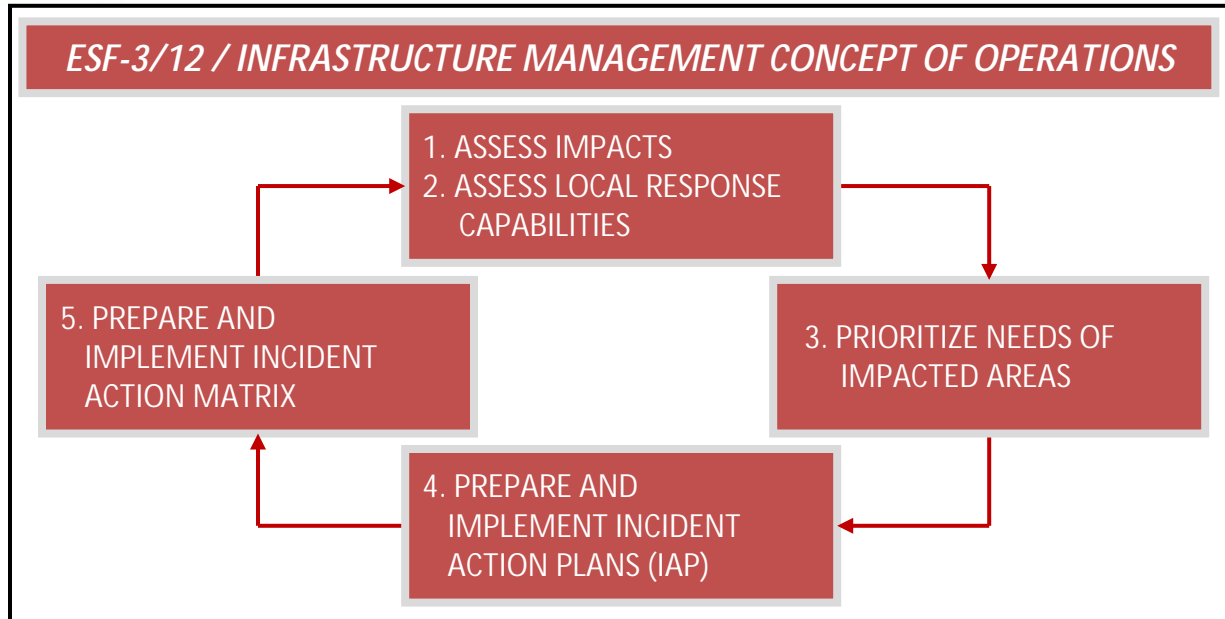 ESF-3/12 / INFRASTRUCTURE MANAGEMENT CONCEPT OF OPERATIONS
1. ASSESS IMPACTS
2. ASSESS LOCAL RESPONSE
CAPABILITIES
3. PRIORITIZE NEEDS OF
IMPACTED AREAS
4. PREPARE AND
IMPLEMENT INCIDENT
ACTION PLANS (IAP)
5. PREPARE AND
IMPLEMENT INCIDENT
ACTION MATRIX